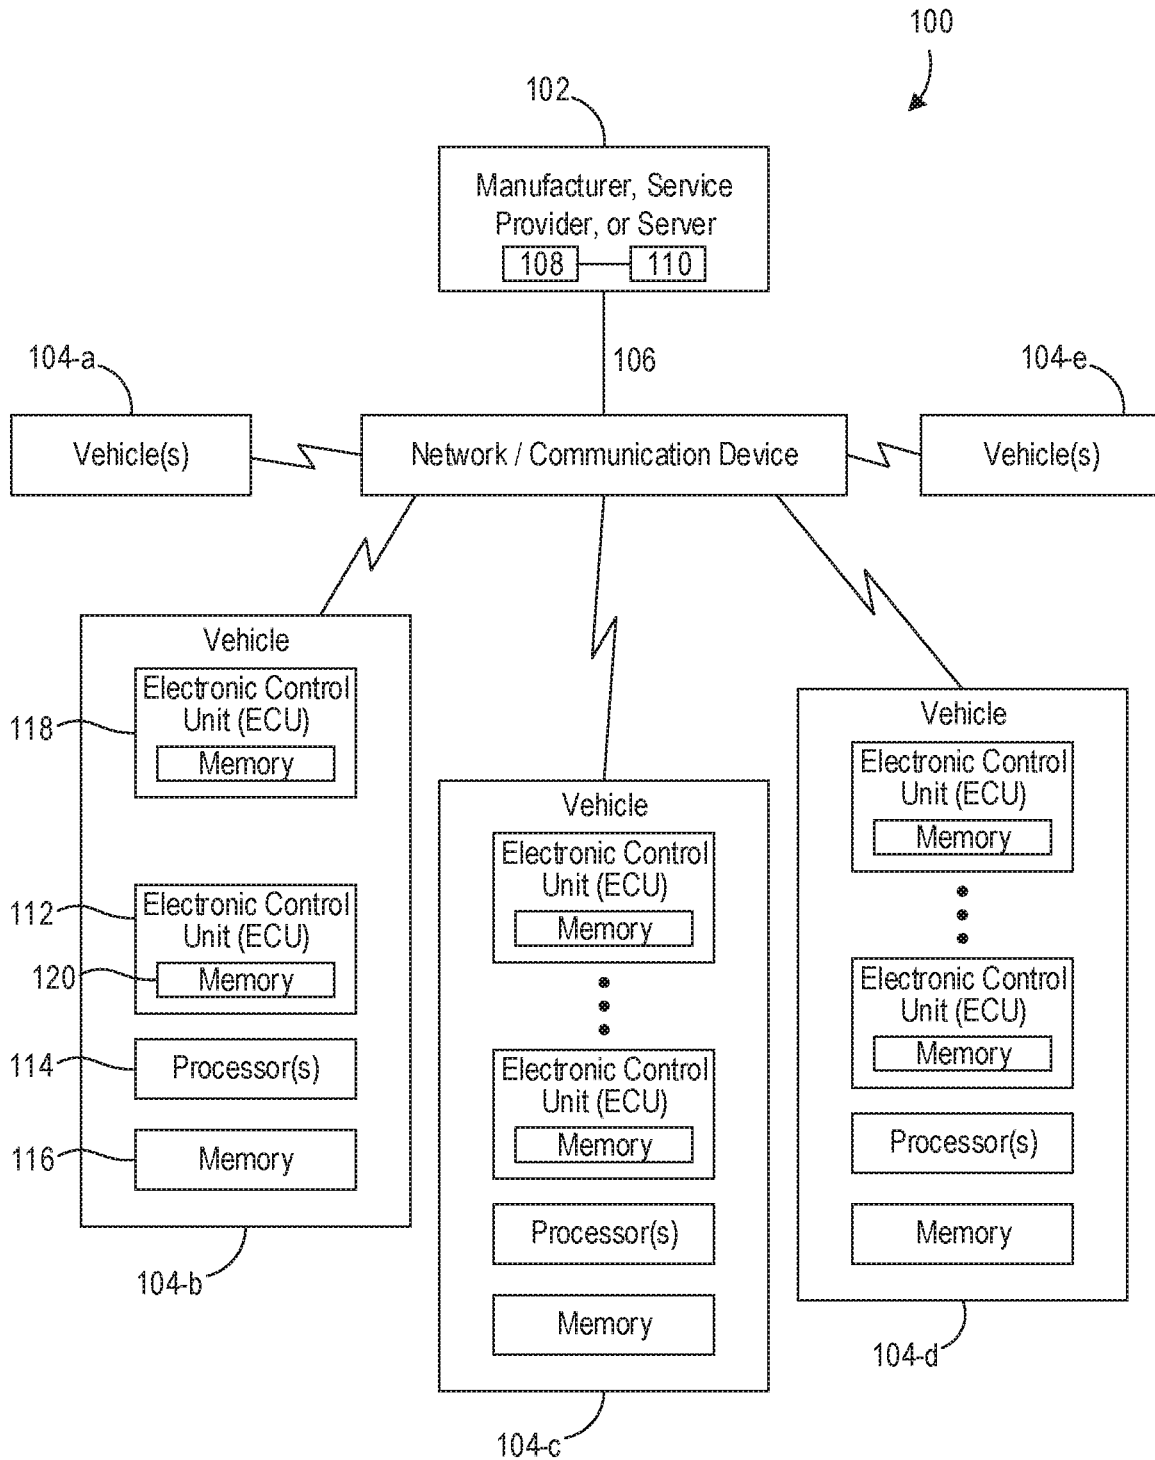 100
102
Manufacturer, Service
Provider, or Server
108
110
106
104-a
104-e
Vehicle(s)
Network / Communication Device
Vehicle(s)
Vehicle
Electronic Control
Unit (ECU)
Memory
118
Electronic Control
Unit (ECU)
Memory
112
120
Processor(s)
114
Memory
116
104-b
Vehicle
Electronic Control
Unit (ECU)
Memory
Electronic Control
Unit (ECU)
Memory
Processor(s)
Memory
104-c
Vehicle
Electronic Control
Unit (ECU)
Memory
Electronic Control
Unit (ECU)
Memory
Processor(s)
Memory
104-d